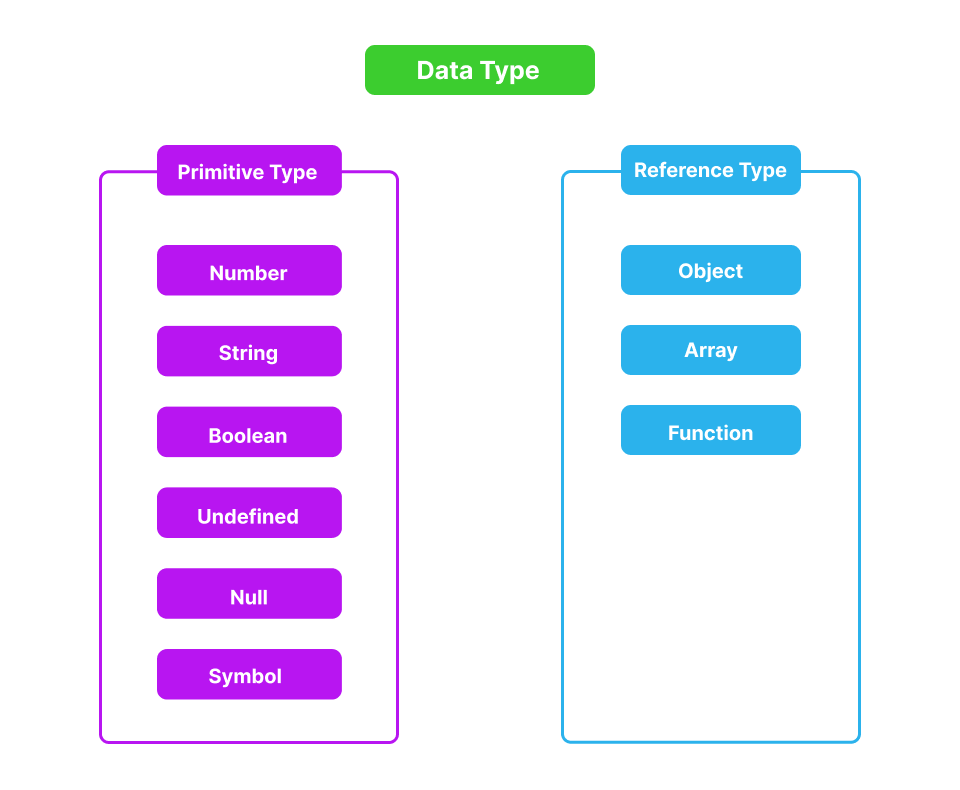 Data Type
Primitive Type
Number
String
Boolean
Undefined
Null
Symbol
Reference Type
Object
Array
Function